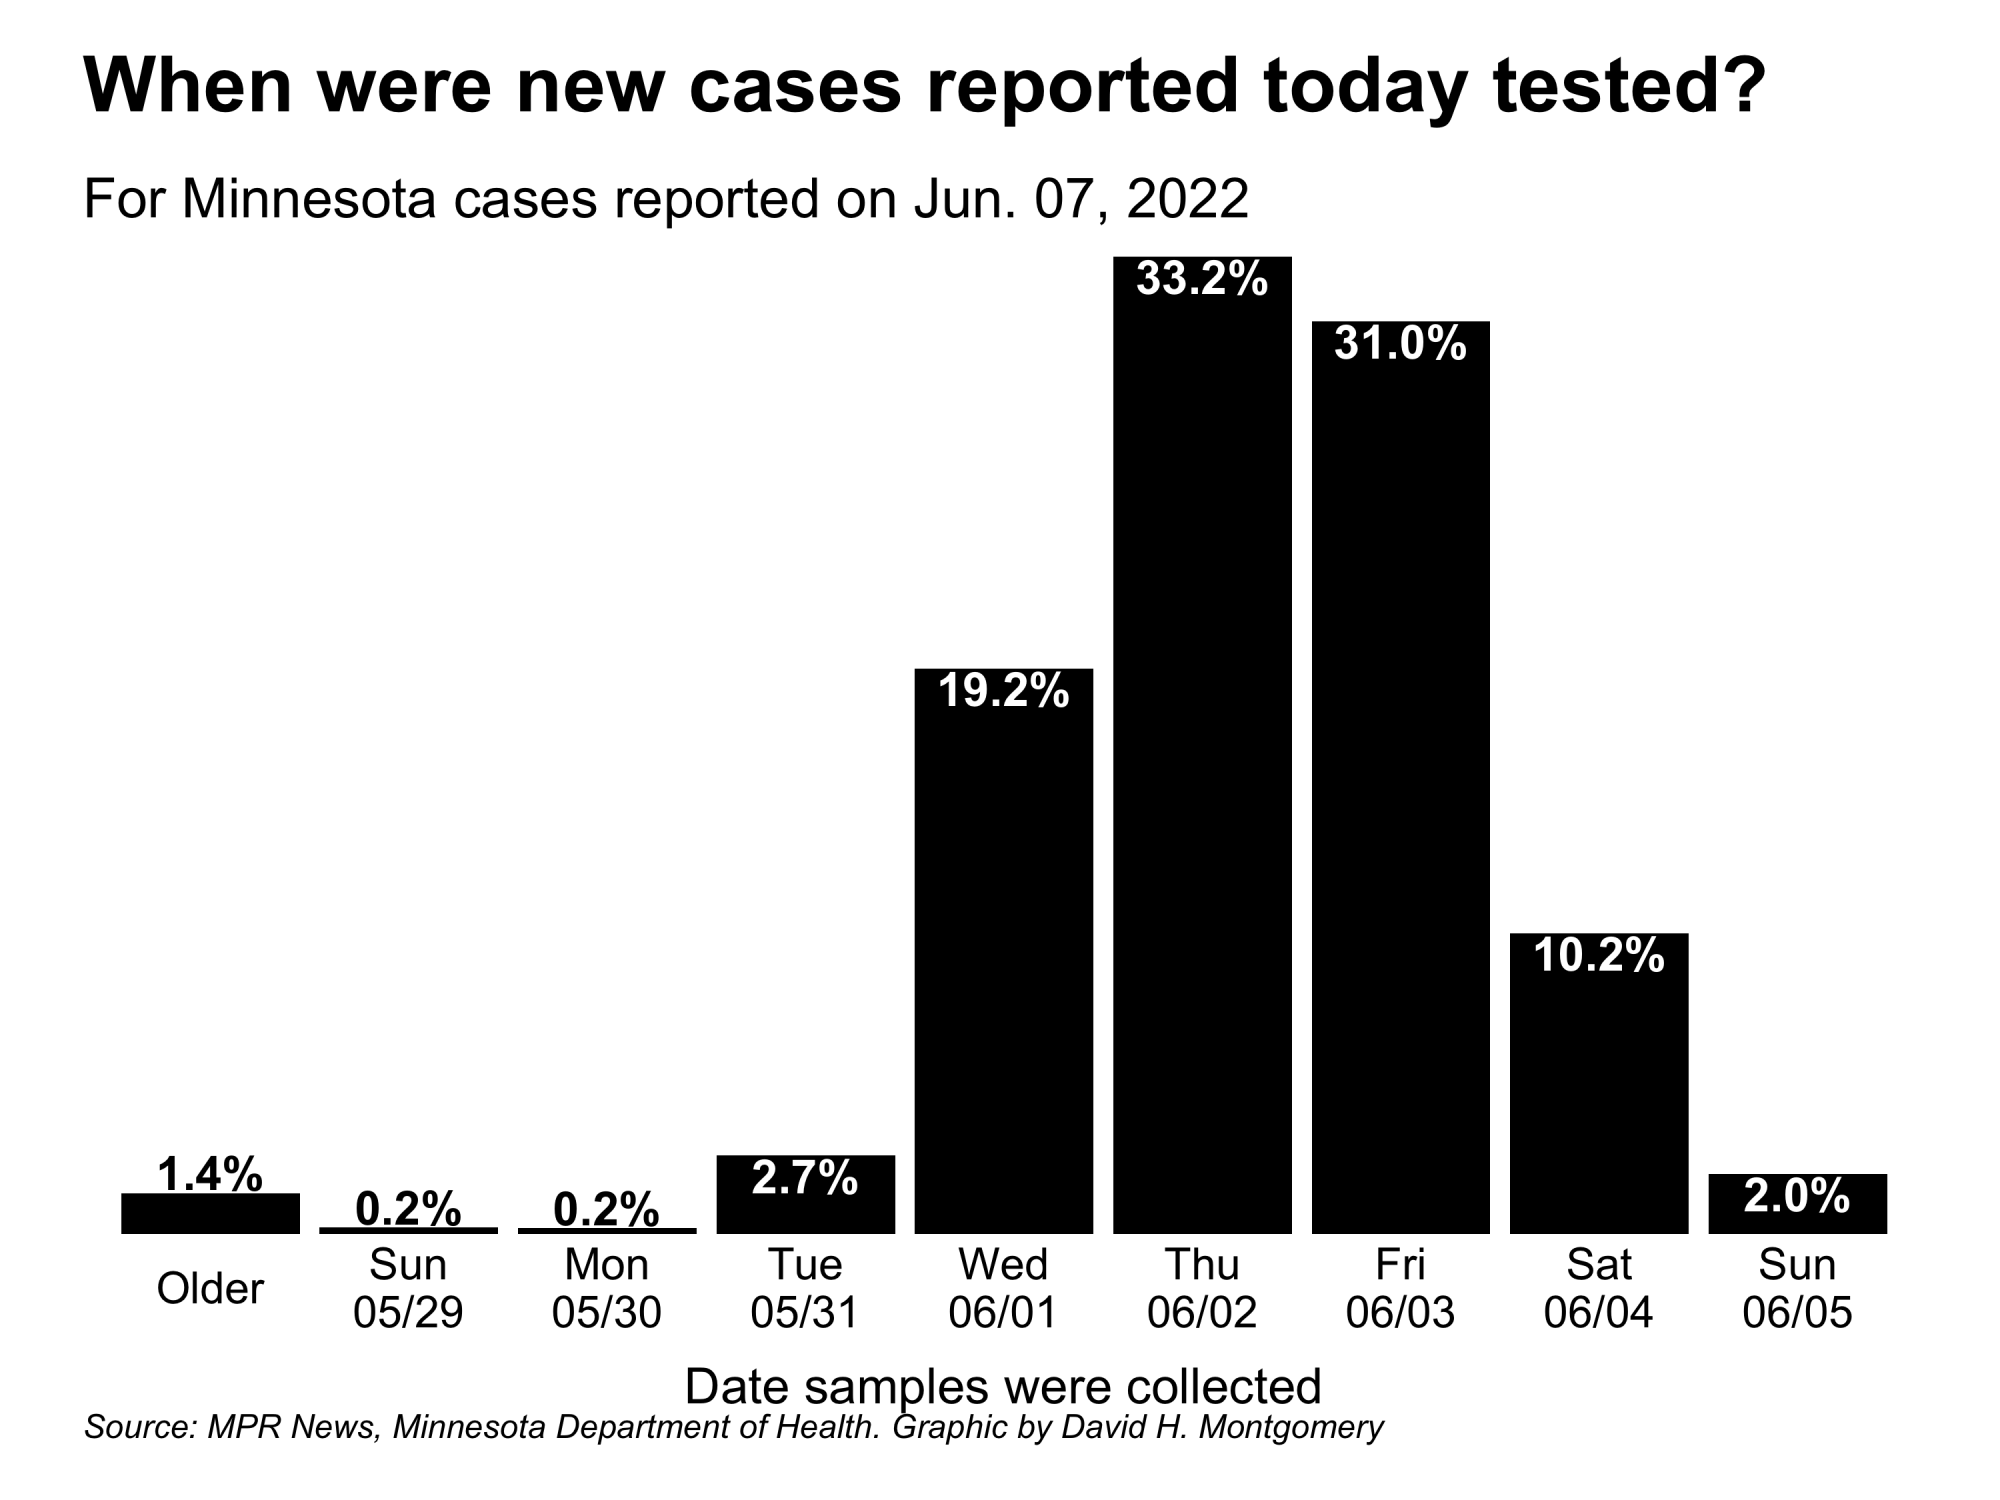 When were new cases reported today tested?
For Minnesota cases reported on Jun. 07, 2022
33.2%
31.0%
19.2%
10.2%
1.4%
0.2%
0.2%
2.7%
2.0%
Older
Sun
05/29
Mon
05/30
Tue
05/31
Wed
06/01
Thu
06/02
Fri
06/03
Sat
06/04
Sun
06/05
Date samples were collected
Source: MPR News, Minnesota Department of Health. Graphic by David H. Montgomery